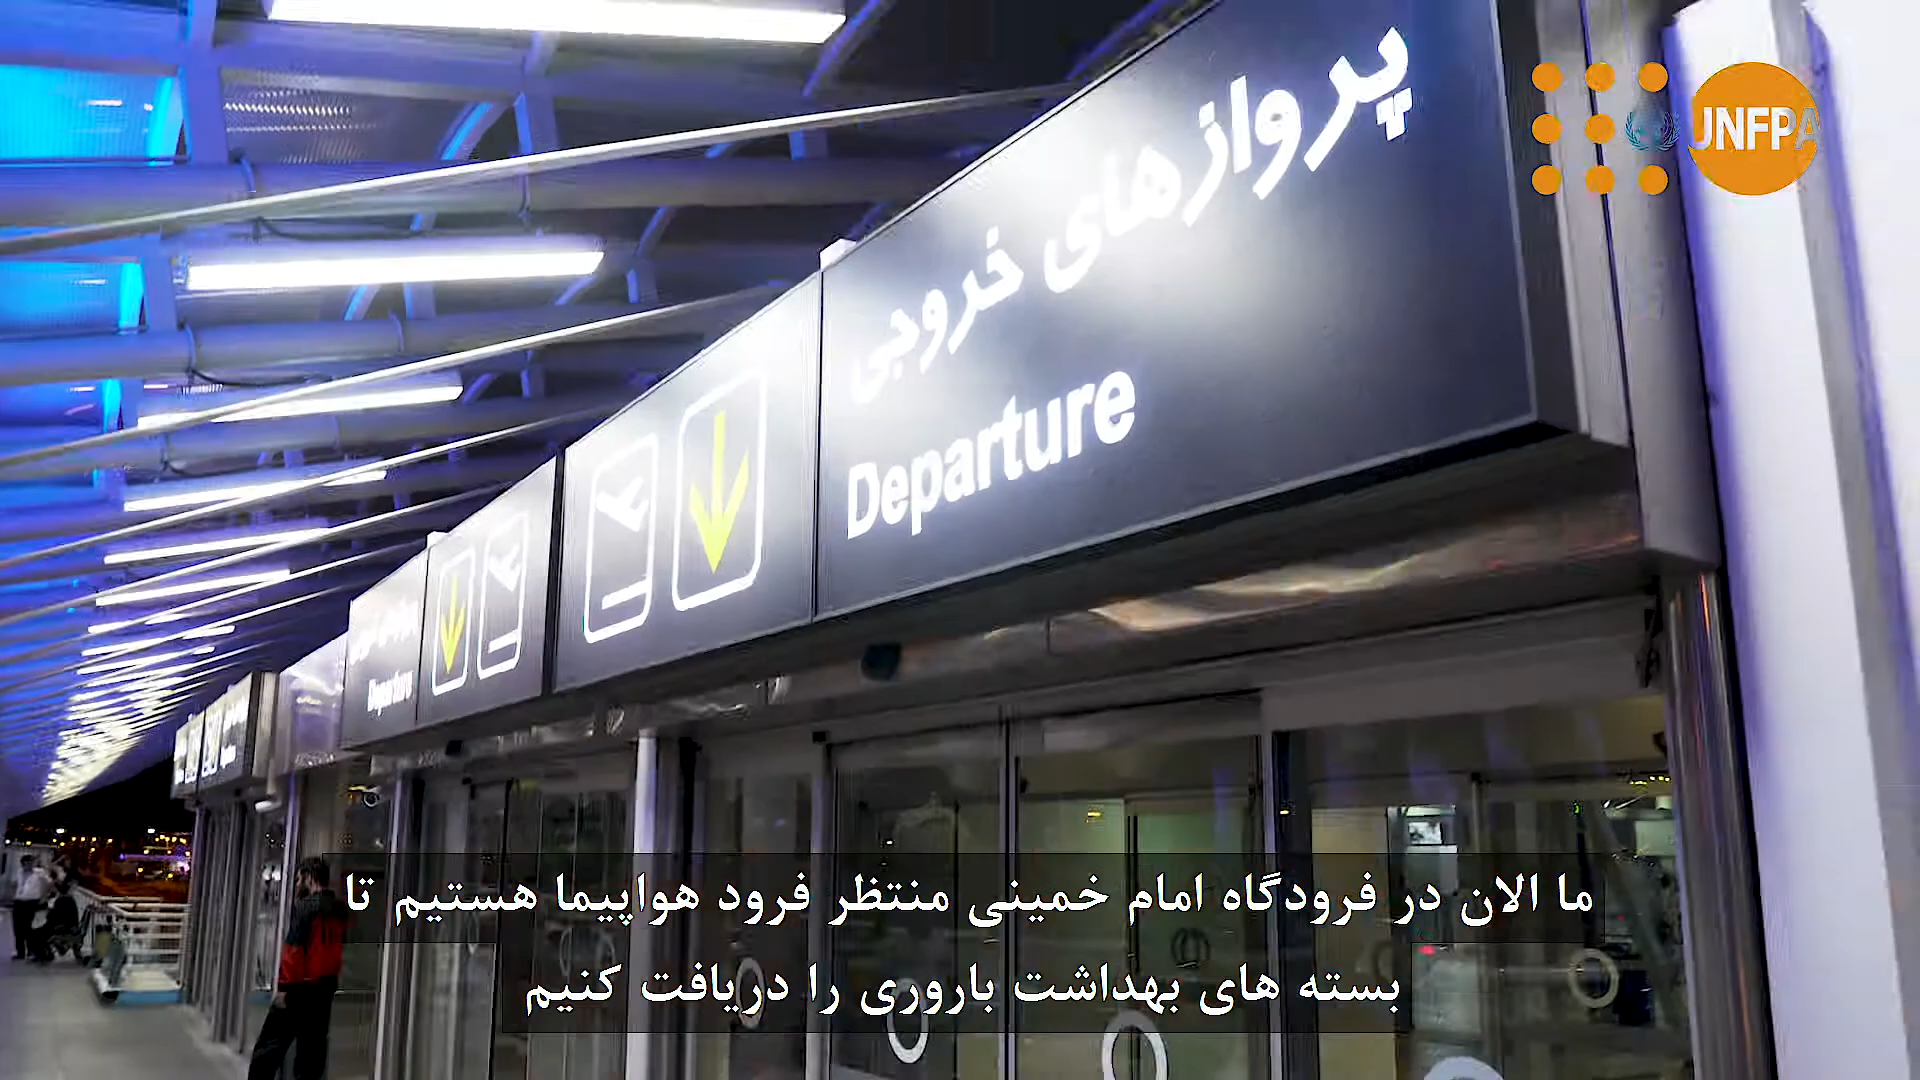 پروازهای خروجی
Departure
Departure
UNFPA
ما الان در فرودگاه امام خمینی منتظر فرود هواپیما هستیم تا
بسته های بهداشت باروری را دریافت کنیم